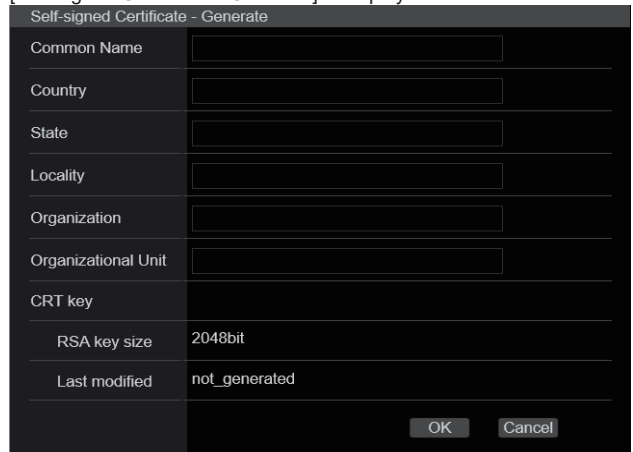 Self-signed Certificate - Generate
Common Name
Country
State
Locality
Organization
Organizational Unit
CRT key
RSA key size 2048bit
Last modified not_generated
OK Cancel